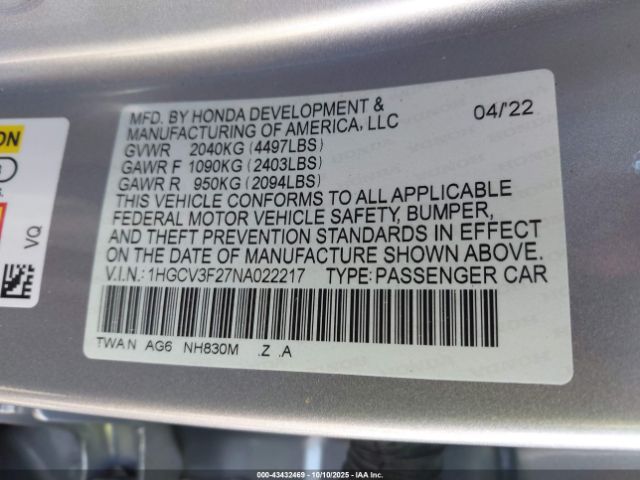 MFD. BY HONDA DEVELOPMENT & 04/'22
MANUFACTURING OF AMERICA, LLC
GVWR 2040KG (4497LBS)
GAWR F 1090KG (2403LBS)
GAWR R 950KG (2094LBS)
THIS VEHICLE CONFORMS TO ALL APPLICABLE
FEDERAL MOTOR VEHICLE SAFETY, BUMPER,
AND THEFT PREVENTION STANDARDS IN EFFECT
ON THE DATE OF MANUFACTURE SHOWN ABOVE.
V.I.N.: 1HGCV3F27NA022217 TYPE: PASSENGER CAR
TWAN AG6 NH830M .Z .A
ON
VQ
000-43432469 - 10/10/2025 - IAA Inc.